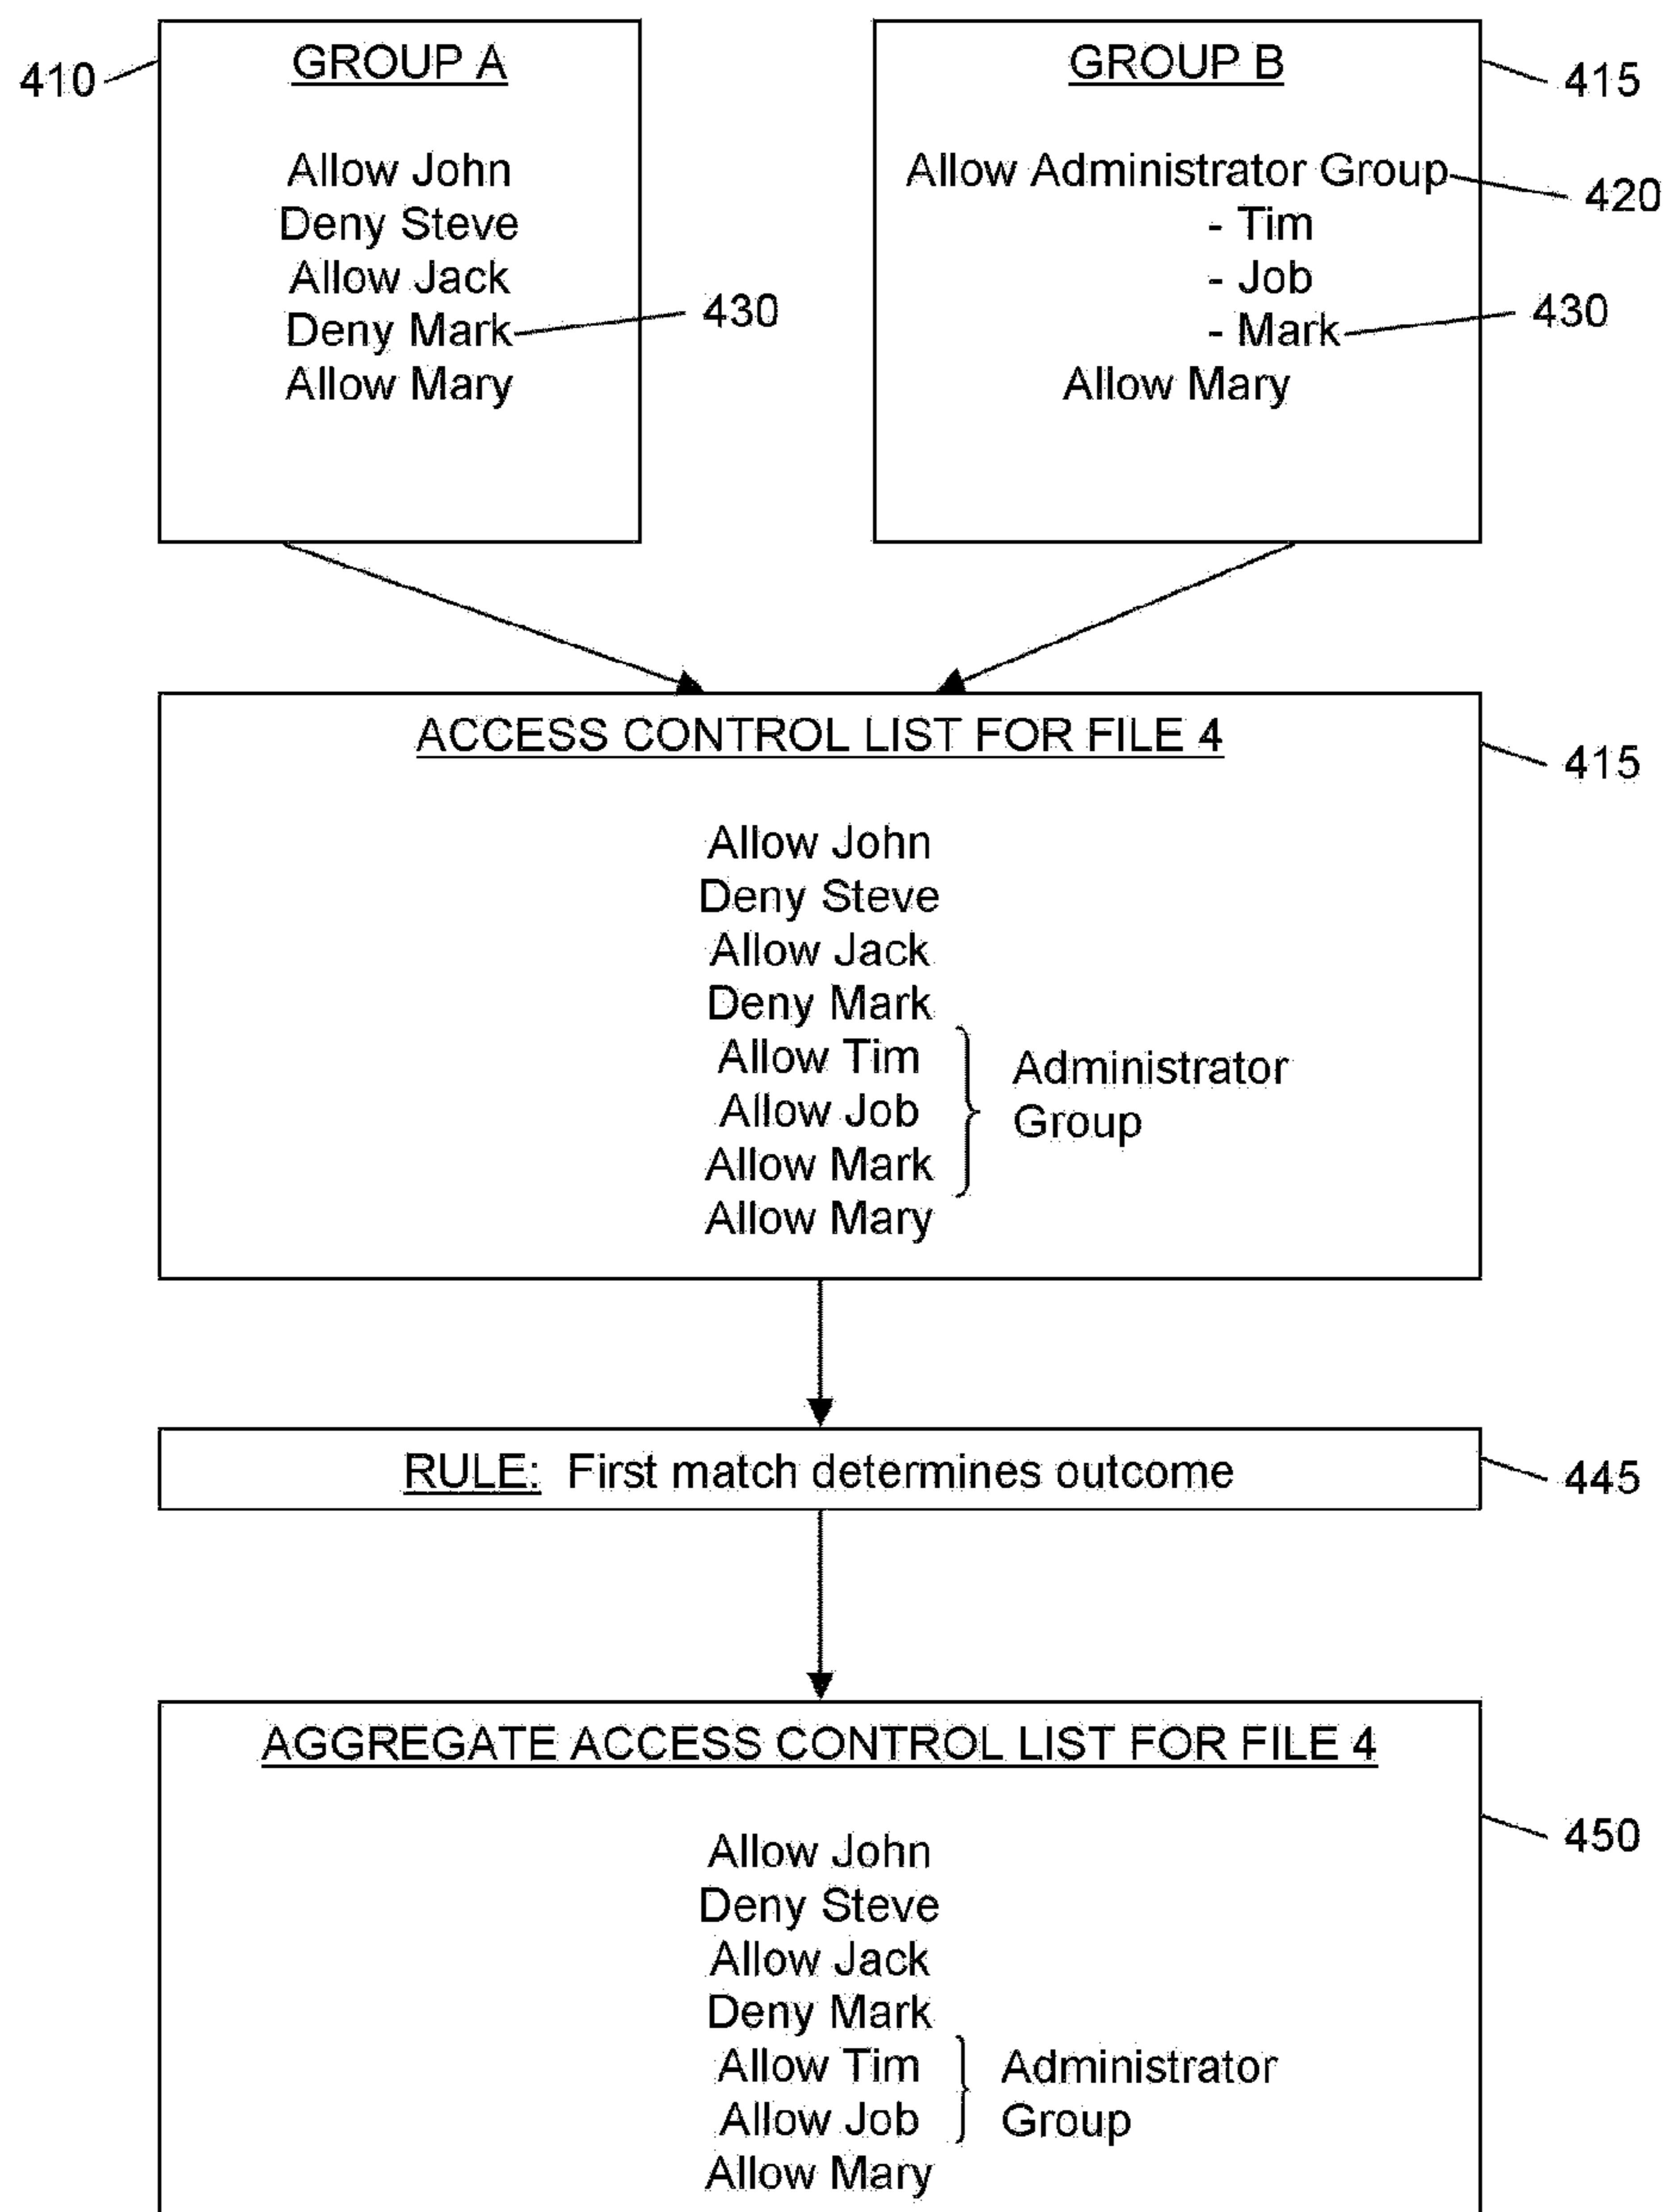 GROUP A
410
Allow John
Deny Steve
Allow Jack
Deny Mark
430
Allow Mary
GROUP B
415
Allow Administrator Group
420
- Tim
- Job
- Mark
430
Allow Mary
ACCESS CONTROL LIST FOR FILE 4
415
Allow John
Deny Steve
Allow Jack
Deny Mark
Allow Tim
Allow Job
Allow Mark
Administrator
Group
Allow Mary
RULE: First match determines outcome
445
AGGREGATE ACCESS CONTROL LIST FOR FILE 4
450
Allow John
Deny Steve
Allow Jack
Deny Mark
Allow Tim
Allow Job
Administrator
Group
Allow Mary